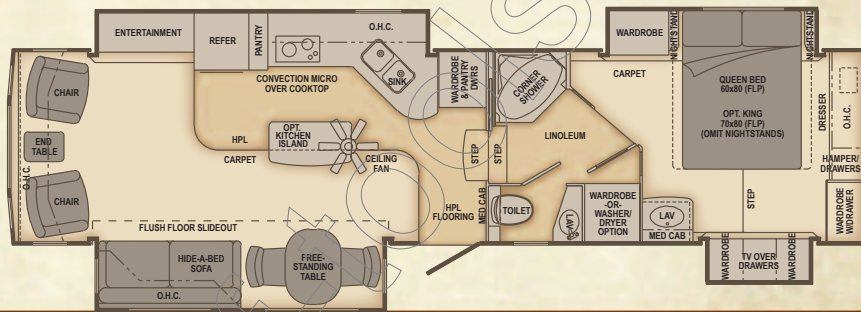 ENTERTAINMENT
REFER
PANTRY
O.H.C.
SINK
CONVECTION MICRO
OVER COOKTOP
WARDROBE
& PANTRY
DWRS
CORNER
SHOWER
WARDROBE
NIGHTSTAND
NIGHTSTAND
CARPET
QUEEN BED
60x80 (FLP)
OPT. KING
70x80 (FLP)
(OMIT NIGHTSTANDS)
DRESSER
O.H.C.
HAMPER/
DRAWERS
WARDROBE
W/DRAWER
CHAIR
END
TABLE
O.H.C.
CHAIR
HPL
CARPET
OPT.
KITCHEN
ISLAND
CEILING
FAN
STEP
STEP
LINOLEUM
HPL
FLOORING
MED CAB
TOILET
LAV
WARDROBE
-OR-
WASHER/
DRYER
OPTION
LAV
MED CAB
STEP
WARDROBE
TV OVER
DRAWERS
WARDROBE
FLUSH FLOOR SLIDEOUT
HIDE-A-BED
SOFA
O.H.C.
FREE-
STANDING
TABLE